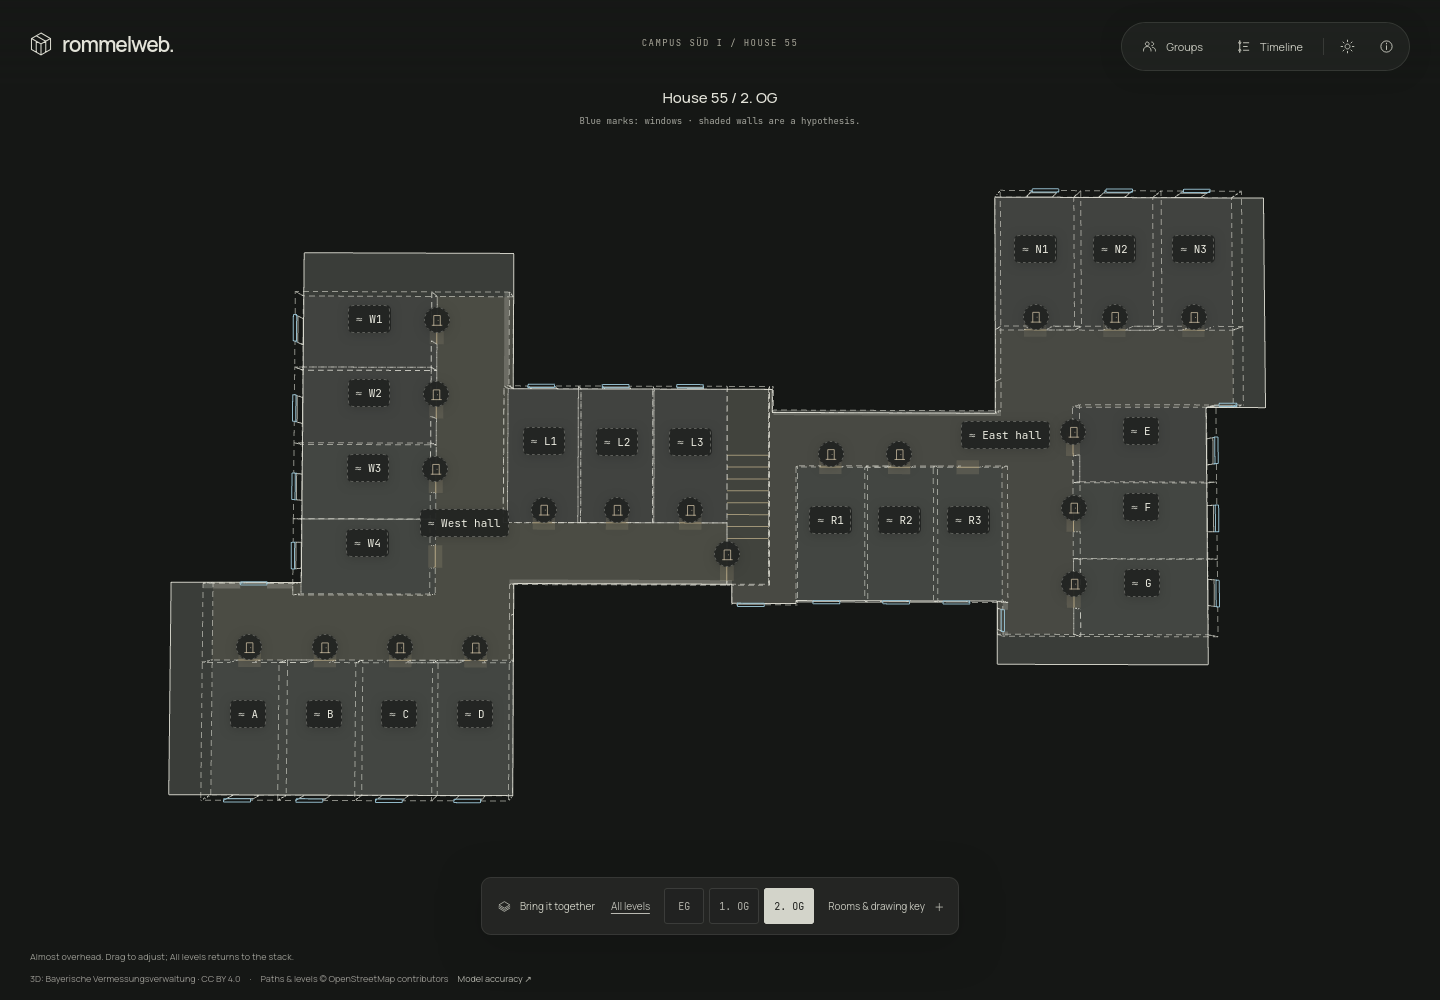 rommelweb.
CAMPUS SÜD I / HOUSE 55
Groups
Timeline
House 55 / 2. OG
Blue marks: windows · shaded walls are a hypothesis.
≈ N1
≈ N2
≈ N3
≈ W1
≈ W2
≈ W3
≈ W4
≈ West hall
≈ L1
≈ L2
≈ L3
≈ East hall
≈ R1
≈ R2
≈ R3
≈ E
≈ F
≈ G
≈ A
≈ B
≈ C
≈ D
Bring it together
All levels
EG
1. OG
2. OG
Rooms & drawing key +
Almost overhead. Drag to adjust; All levels returns to the stack.
3D: Bayerische Vermessungsverwaltung · CC BY 4.0 · Paths & levels © OpenStreetMap contributors Model accuracy ↗